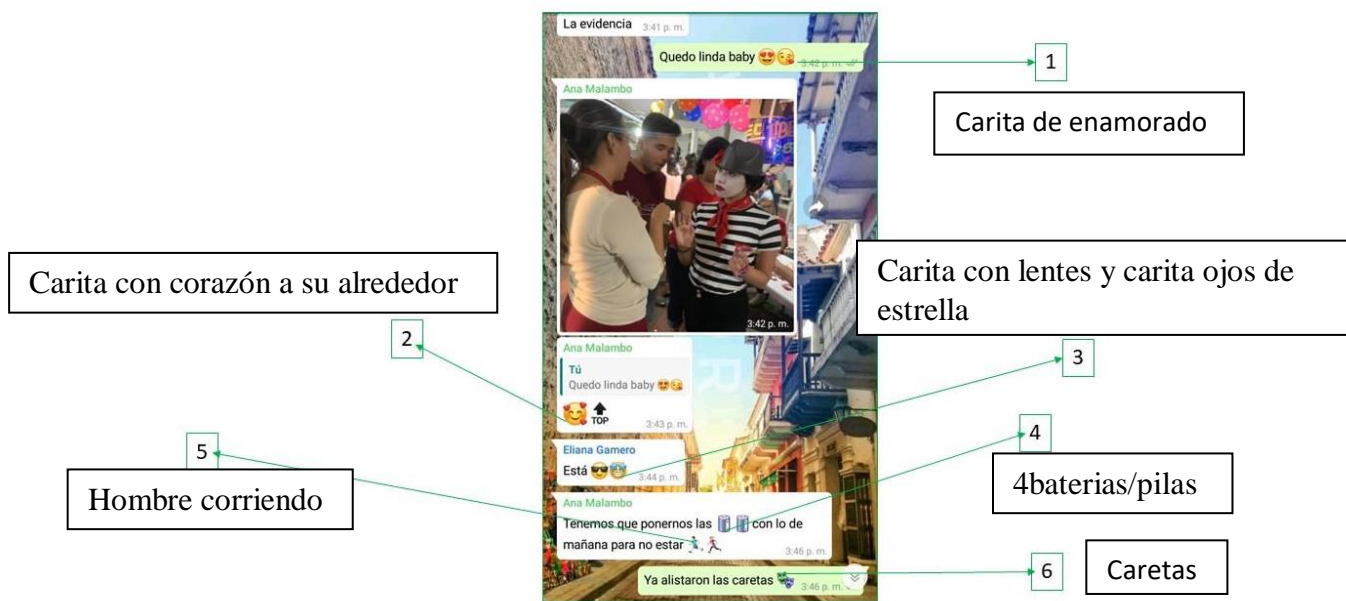 La evidencia 3:41 p. m.
Quedo linda baby 😍😘 3:42 p. m.
1
Carita de enamorado
Ana Malambo
3:42 p. m.
Carita con corazón a su alrededor
Carita con lentes y carita ojos de
estrella
2
3
Ana Malambo
Tú
Quedo linda baby 😍😘
🥰 TOP
3:43 p. m.
5
4
Eliana Gamero
Está 😎🤩 3:44 p. m.
Hombre corriendo
4baterias/pilas
Ana Malambo
Tenemos que ponernos las 🔋🔋 con lo de
mañana para no estar 🏃🏃 3:46 p. m.
Ya alistaron las caretas 🎭 3:46 p. m.
6
Caretas